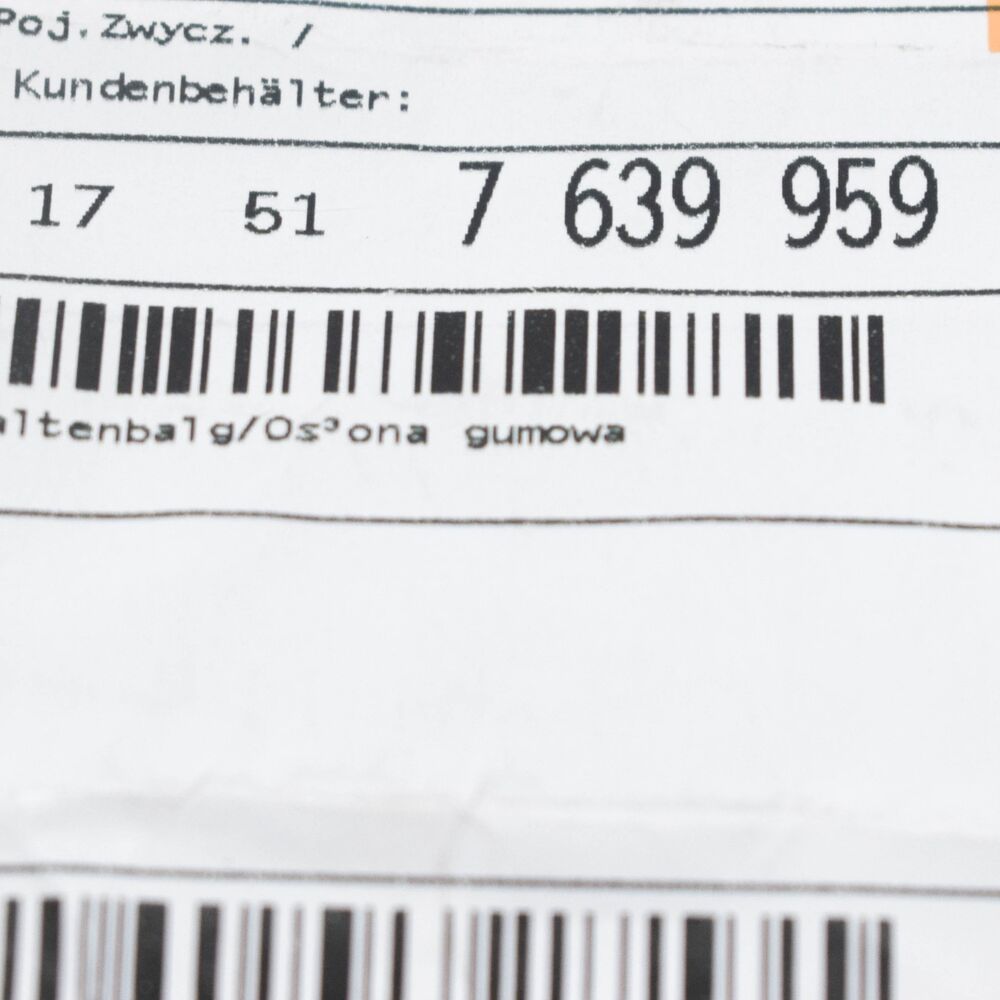 Poj.Zwycz. /
Kundenbehälter:
17 51 7 639 959
altenbalg/Os³ona gumowa